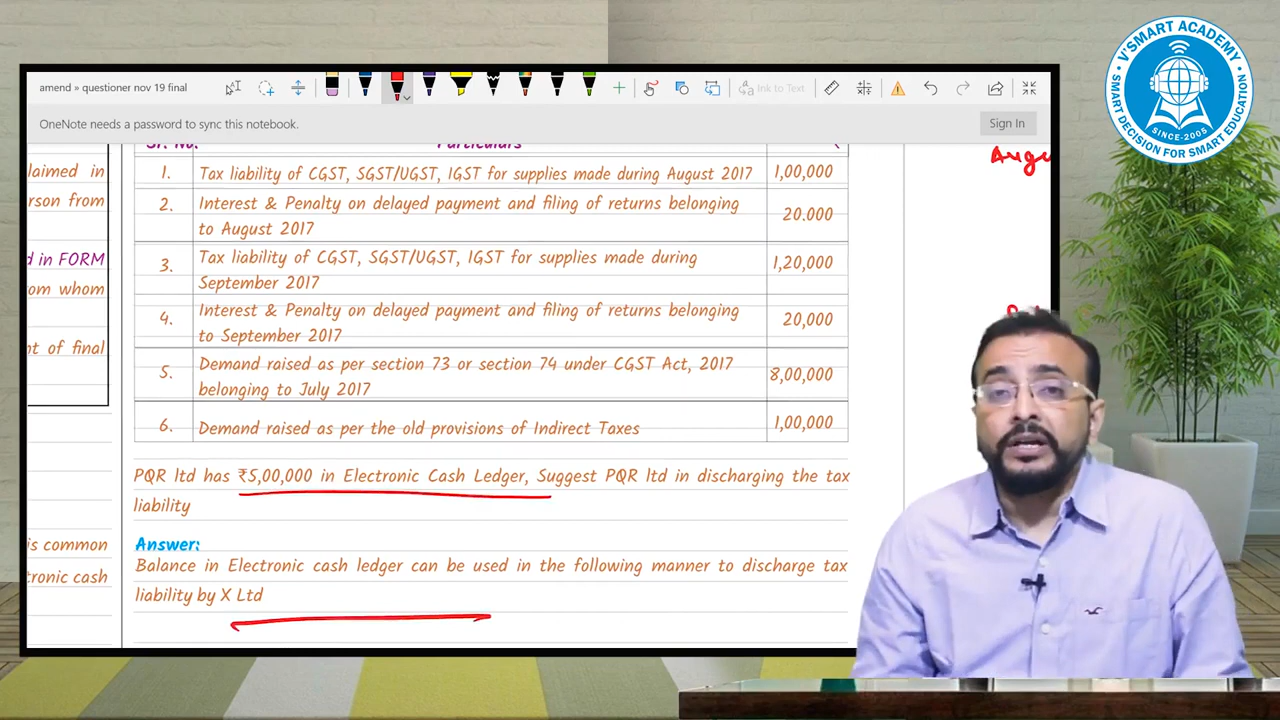 V'SMART ACADEMY
SMART DECISION FOR SMART EDUCATION
SINCE-2005
amend » questioner nov 19 final
Ink to Text
OneNote needs a password to sync this notebook.
Sign In
Sr. No. Particulars ₹
1. Tax liability of CGST, SGST/UGST, IGST for supplies made during August 2017 1,00,000
2. Interest & Penalty on delayed payment and filing of returns belonging
to August 2017 20.000
3. Tax liability of CGST, SGST/UGST, IGST for supplies made during
September 2017 1,20,000
4. Interest & Penalty on delayed payment and filing of returns belonging
to September 2017 20,000
5. Demand raised as per section 73 or section 74 under CGST Act, 2017
belonging to July 2017 8,00,000
6. Demand raised as per the old provisions of Indirect Taxes 1,00,000
PQR ltd has ₹5,00,000 in Electronic Cash Ledger, Suggest PQR ltd in discharging the tax
liability
Answer:
Balance in Electronic cash ledger can be used in the following manner to discharge tax
liability by X Ltd
laimed in
rson from
d in FORM
om whom
nt of final
is common
tronic cash
Augu